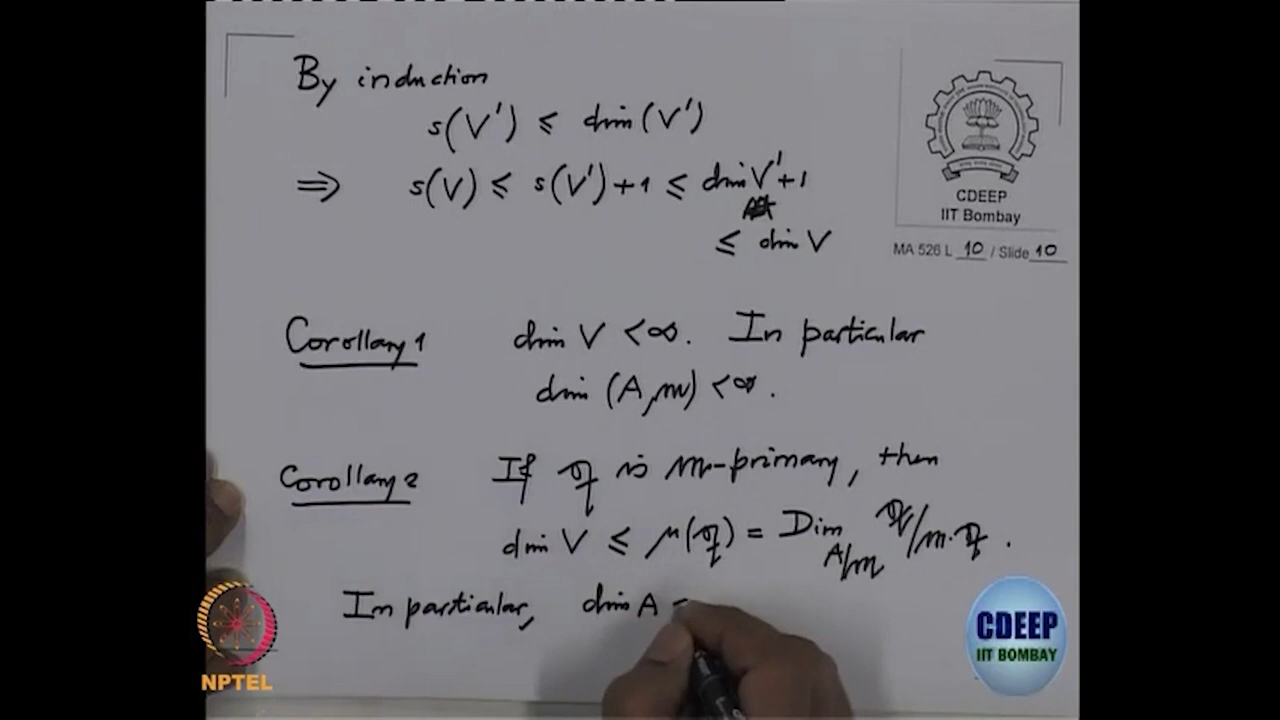 By induction
s(V') ≤ dim(V')
⟹ s(V) ≤ s(V')+1 ≤ dim V'+1
≤ dim V
CDEEP
IIT Bombay
MA 526 L 10 / Slide 10
Corollary 1 dim V < ∞. In particular
dim (A,m) < ∞.
Corollary 2 If q is m-primary, then
dim V ≤ μ(q) = Dim_{A/m} q/m·q.
In particular, dim A =
NPTEL
CDEEP
IIT BOMBAY